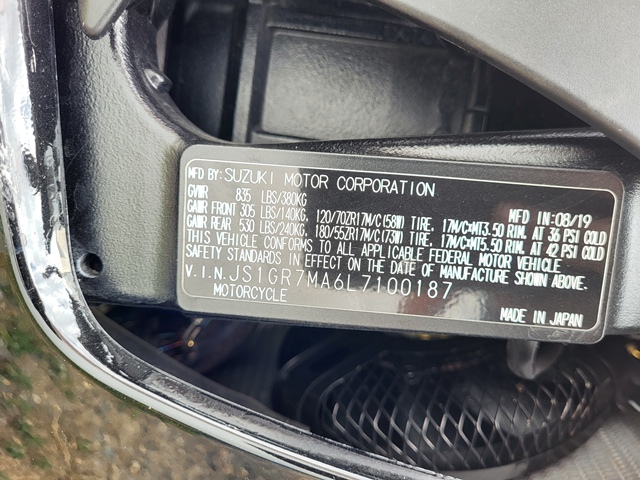 MFD BY: SUZUKI MOTOR CORPORATION
GVWR 835 LBS/380KG MFD IN:08/19
GAWR FRONT 305 LBS/140KG, 120/70ZR17M/C(58W) TIRE, 17M/C×MT3.50 RIM. AT 36 PSI COLD
GAWR REAR 530 LBS/240KG, 180/55ZR17M/C(73W) TIRE, 17M/C×MT5.50 RIM. AT 42 PSI COLD
THIS VEHICLE CONFORMS TO ALL APPLICABLE FEDERAL MOTOR VEHICLE
SAFETY STANDARDS IN EFFECT ON THE DATE OF MANUFACTURE SHOWN ABOVE.
V.I.N. JS1GR7MA6L7100187
MOTORCYCLE MADE IN JAPAN